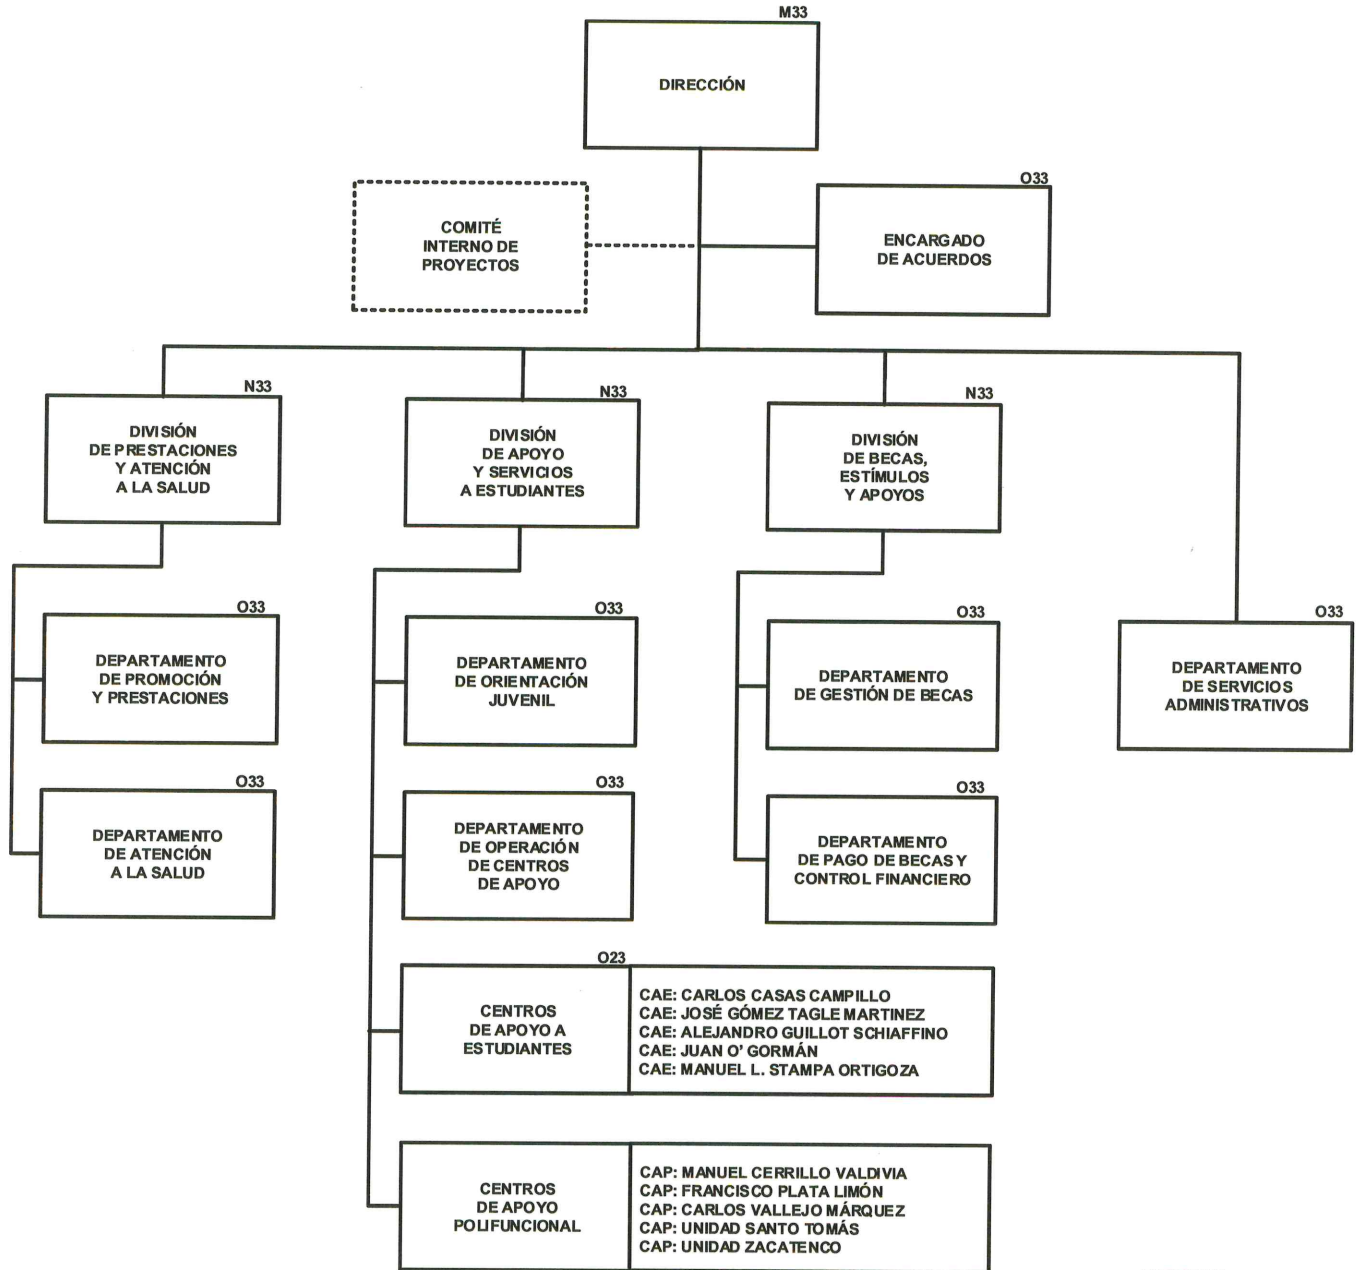 M33
DIRECCIÓN
COMITÉ
INTERNO DE
PROYECTOS
O33
ENCARGADO
DE ACUERDOS
N33
DIVISIÓN
DE PRESTACIONES
Y ATENCIÓN
A LA SALUD
N33
DIVISIÓN
DE APOYO
Y SERVICIOS
A ESTUDIANTES
N33
DIVISIÓN
DE BECAS,
ESTÍMULOS
Y APOYOS
O33
DEPARTAMENTO
DE PROMOCIÓN
Y PRESTACIONES
O33
DEPARTAMENTO
DE ORIENTACIÓN
JUVENIL
O33
DEPARTAMENTO
DE GESTIÓN DE BECAS
O33
DEPARTAMENTO
DE SERVICIOS
ADMINISTRATIVOS
O33
DEPARTAMENTO
DE ATENCIÓN
A LA SALUD
O33
DEPARTAMENTO
DE OPERACIÓN
DE CENTROS
DE APOYO
O33
DEPARTAMENTO
DE PAGO DE BECAS Y
CONTROL FINANCIERO
O23
CENTROS
DE APOYO A
ESTUDIANTES
CAE: CARLOS CASAS CAMPILLO
CAE: JOSÉ GÓMEZ TAGLE MARTINEZ
CAE: ALEJANDRO GUILLOT SCHIAFFINO
CAE: JUAN O' GORMÁN
CAE: MANUEL L. STAMPA ORTIGOZA
CENTROS
DE APOYO
POLIFUNCIONAL
CAP: MANUEL CERRILLO VALDIVIA
CAP: FRANCISCO PLATA LIMÓN
CAP: CARLOS VALLEJO MÁRQUEZ
CAP: UNIDAD SANTO TOMÁS
CAP: UNIDAD ZACATENCO